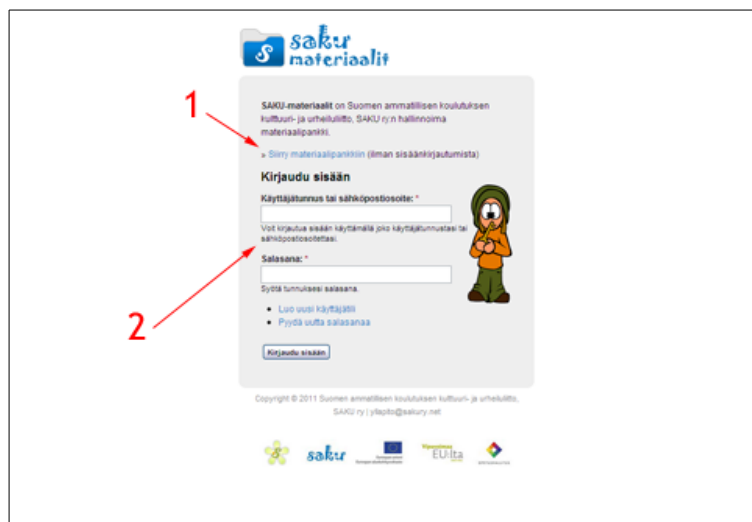 saku
materiaalit
1
SAKU-materiaalit on Suomen ammatillisen koulutuksen
kulttuuri- ja urheiluliitto, SAKU ry:n hallinnoima
materiaalipankki.
» Siirry materiaalipankkiin (ilman sisäänkirjautumista)
Kirjaudu sisään
Käyttäjätunnus tai sähköpostiosoite: *
Voit kirjautua sisään käyttämällä joko käyttäjätunnustasi tai
sähköpostiosoitettasi.
2
Salasana: *
Syötä tunnuksesi salasana.
• Luo uusi käyttäjätili
• Pyydä uutta salasanaa
Kirjaudu sisään
Copyright © 2011 Suomen ammatillisen koulutuksen kulttuuri- ja urheiluliitto,
SAKU ry | yllapito@sakury.net
saku
Vipuvoimaa
EU:lta